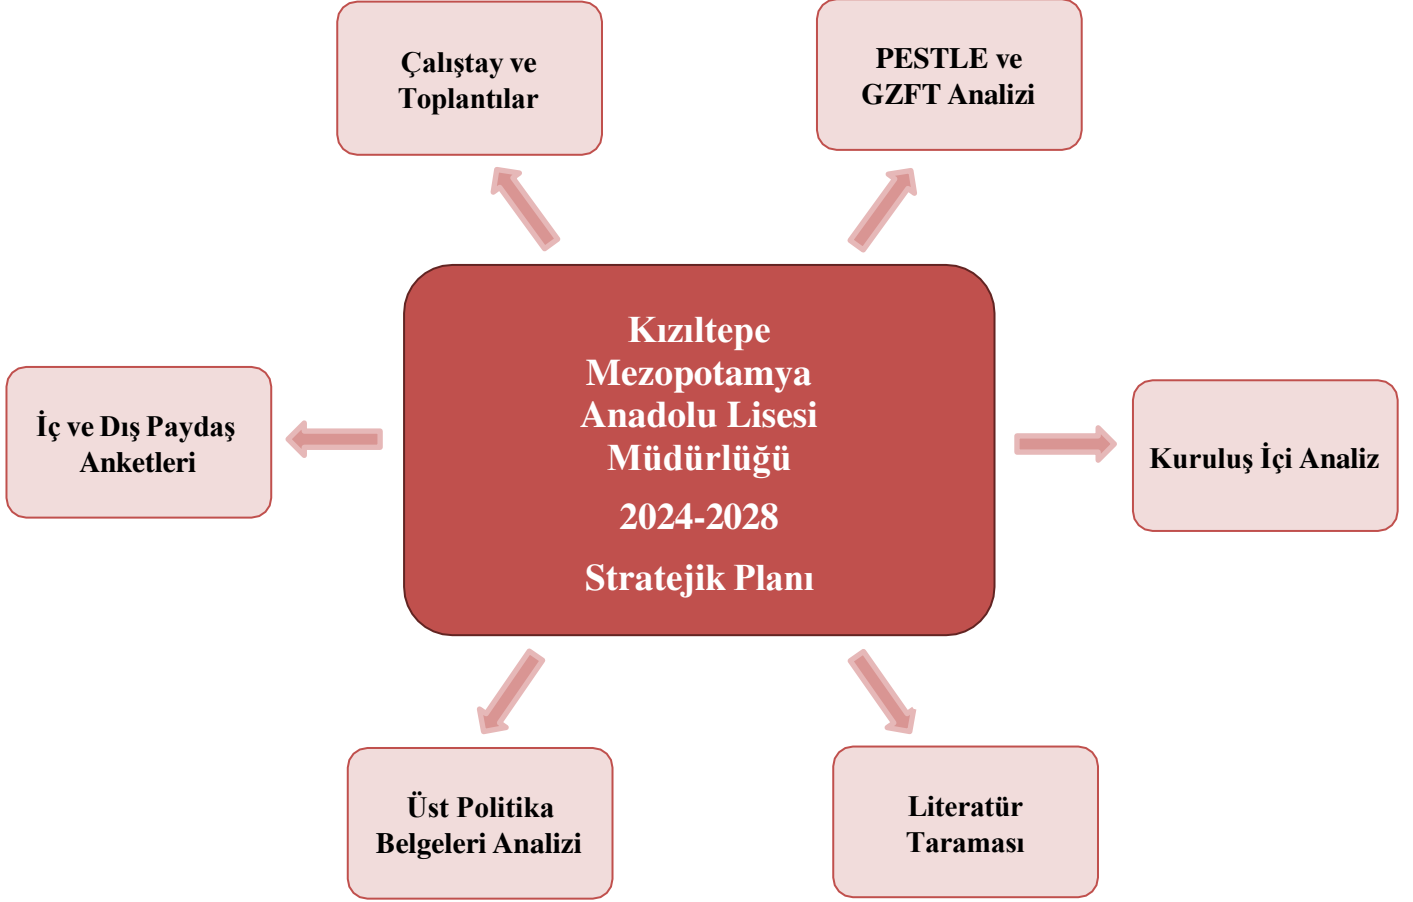 Çalıştay ve
Toplantılar
PESTLE ve
GZFT Analizi
Kızıltepe
Mezopotamya
Anadolu Lisesi
Müdürlüğü
2024-2028
Stratejik Planı
İç ve Dış Paydaş
Anketleri
Kuruluş İçi Analiz
Üst Politika
Belgeleri Analizi
Literatür
Taraması